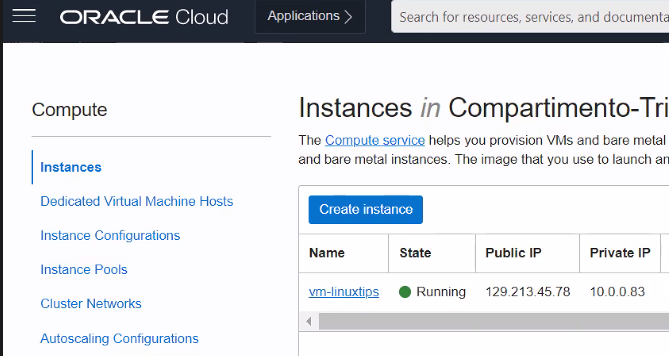 ORACLE Cloud
Applications
Search for resources, services, and documenta
Compute
Instances
Dedicated Virtual Machine Hosts
Instance Configurations
Instance Pools
Cluster Networks
Autoscaling Configurations
Instances in Compartimento-Tri
The Compute service helps you provision VMs and bare metal
and bare metal instances. The image that you use to launch an
Create instance
Name State Public IP Private IP
vm-linuxtips Running 129.213.45.78 10.0.0.83